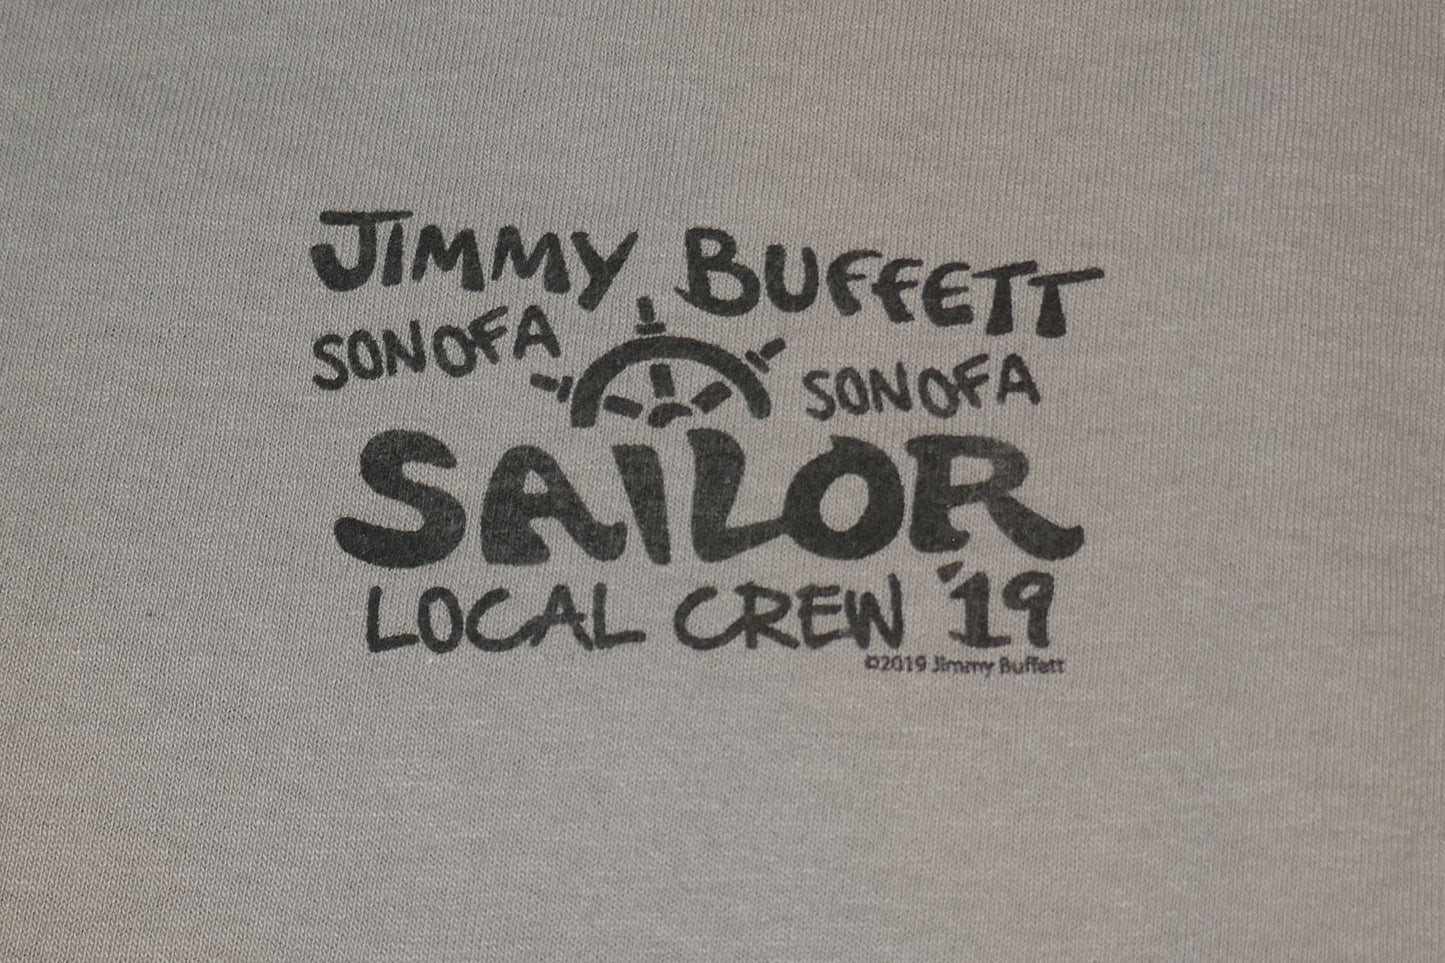 JIMMY BUFFETT
SONOFA SONOFA
SAILOR
LOCAL CREW '19
©2019 Jimmy Buffett